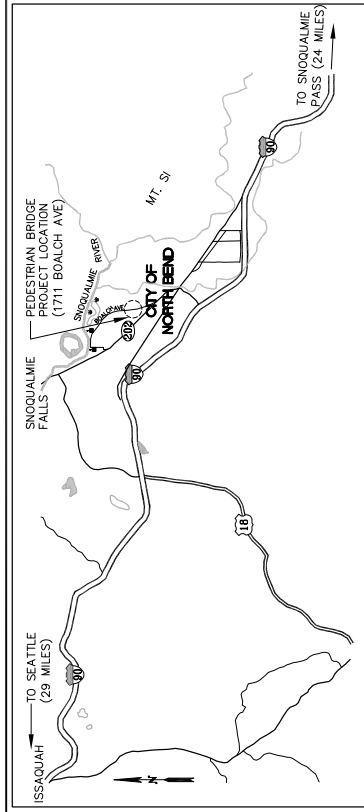 ISSAQUAH
TO SEATTLE
(29 MILES)
90
SNOQUALMIE
FALLS
PEDESTRIAN BRIDGE
PROJECT LOCATION
(1711 BOALCH AVE)
SNOQUALMIE RIVER
BOALCH AVE
202
MT. SI
CITY OF
NORTH BEND
90
90
18
TO SNOQUALMIE
PASS (24 MILES)
N